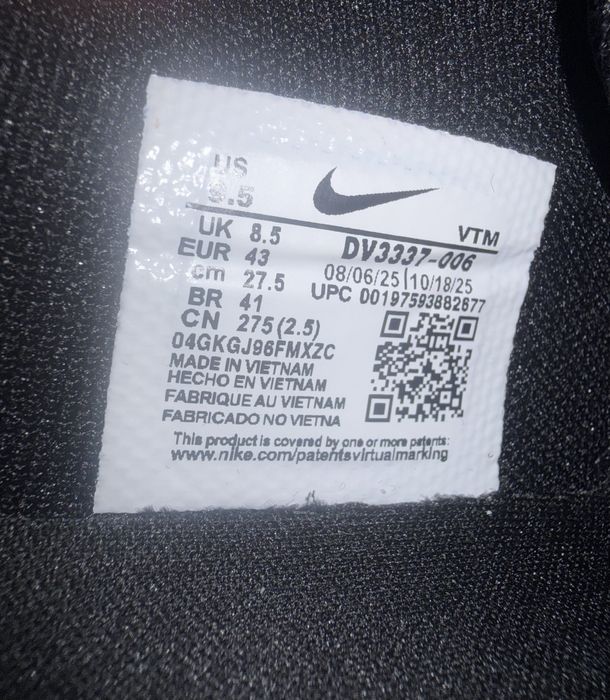 US
9.5
VTM
UK 8.5
EUR 43
cm 27.5
BR 41
CN 275 (2.5)
DV3337-006
08/06/25 10/18/25
UPC 00197593882677
04GKGJ96FMXZC
MADE IN VIETNAM
HECHO EN VIETNAM
FABRIQUE AU VIETNAM
FABRICADO NO VIETNA
This product is covered by one or more patents:
www.nike.com/patentsvirtualmarking